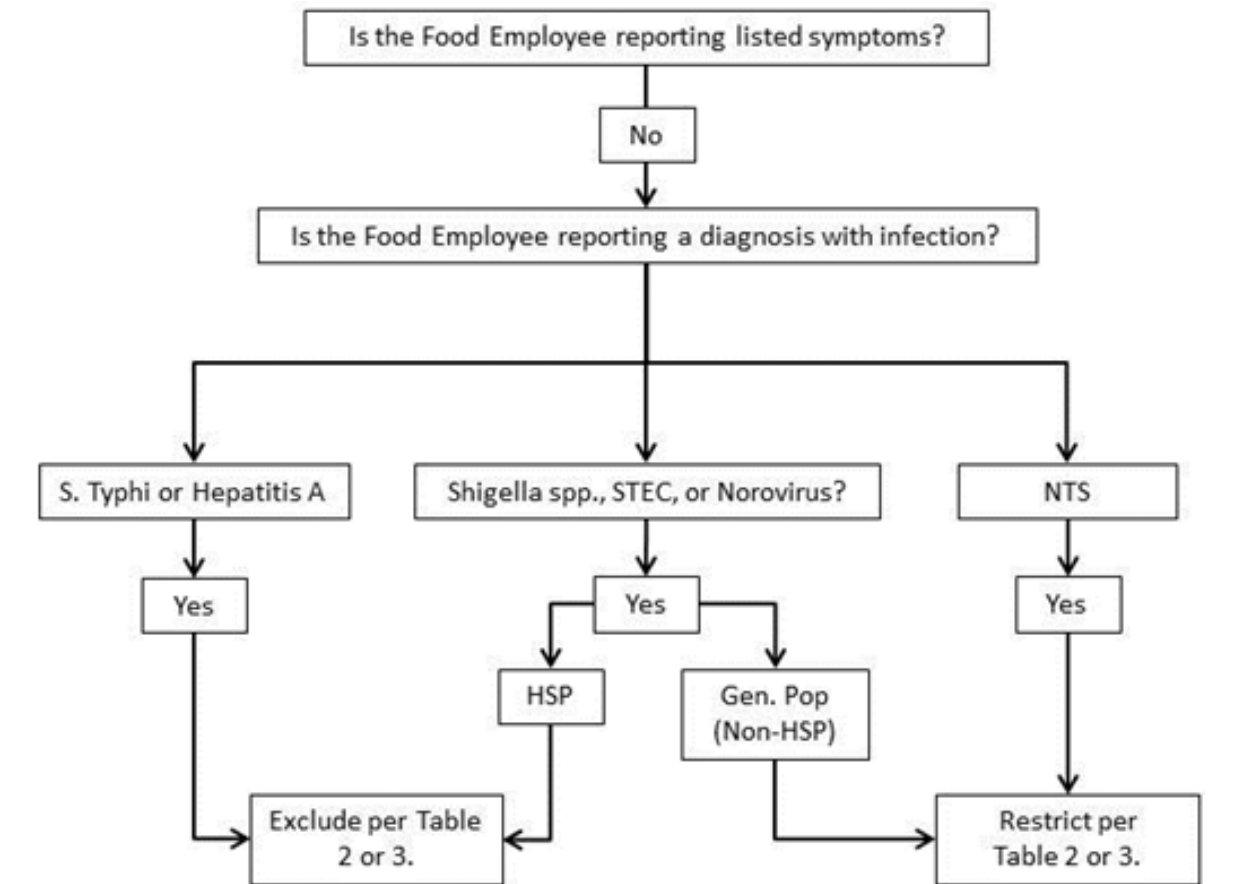 Is the Food Employee reporting listed symptoms?
No
Is the Food Employee reporting a diagnosis with infection?
S. Typhi or Hepatitis A
Shigella spp., STEC, or Norovirus?
NTS
Yes
Yes
Yes
HSP
Gen. Pop
(Non-HSP)
Exclude per Table
2 or 3.
Restrict per
Table 2 or 3.